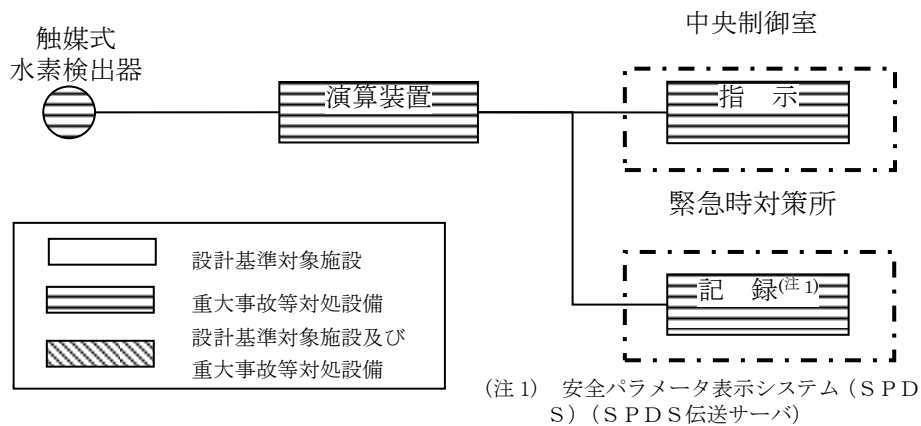 触媒式
水素検出器
演算装置
中央制御室
指　示
緊急時対策所
記　録(注1)
設計基準対象施設
重大事故等対処設備
設計基準対象施設及び
重大事故等対処設備
(注1)　安全パラメータ表示システム（ＳＰＤ
Ｓ）（ＳＰＤＳ伝送サーバ）